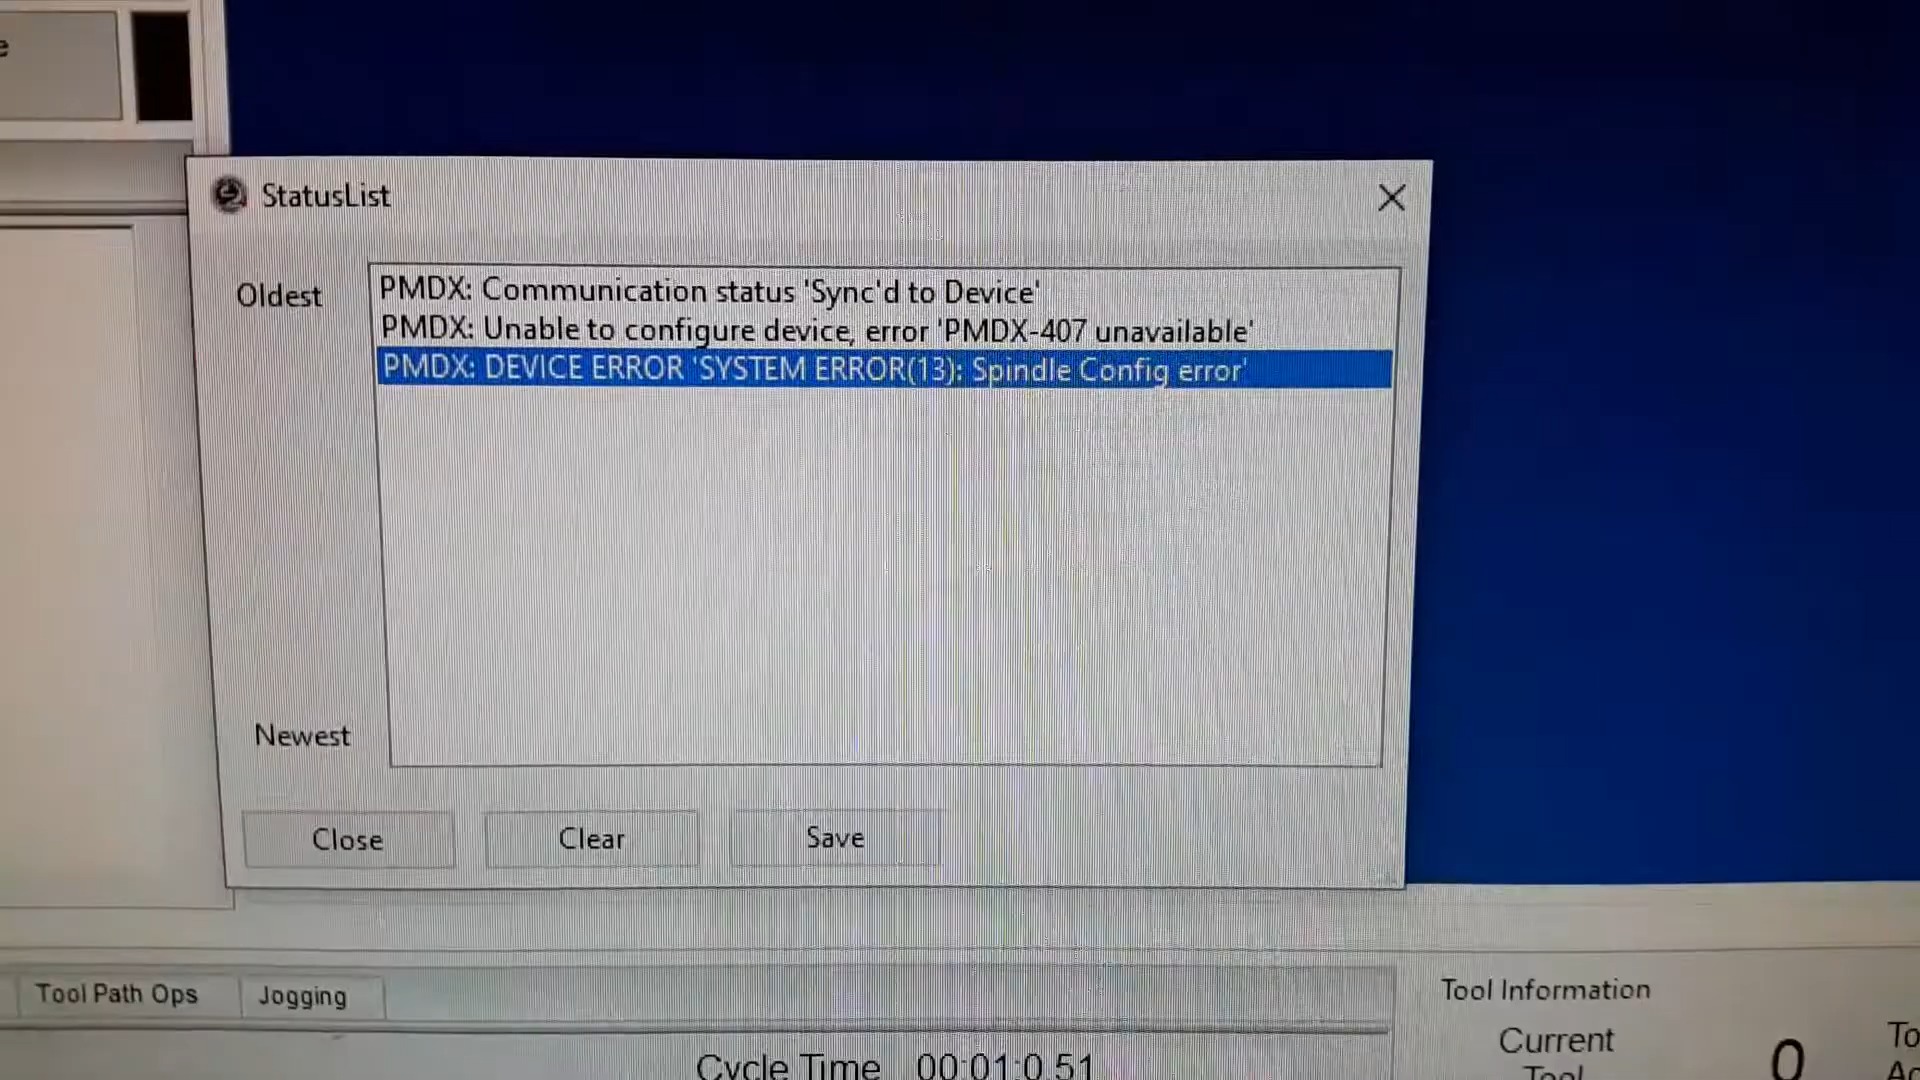 StatusList
Oldest
PMDX: Communication status 'Sync'd to Device'
PMDX: Unable to configure device, error 'PMDX-407 unavailable'
PMDX: DEVICE ERROR 'SYSTEM ERROR(13): Spindle Config error'
Newest
Close Clear Save
Tool Path Ops Jogging
Tool Information
Cycle Time 00:01:0.51
Current
Tool
0